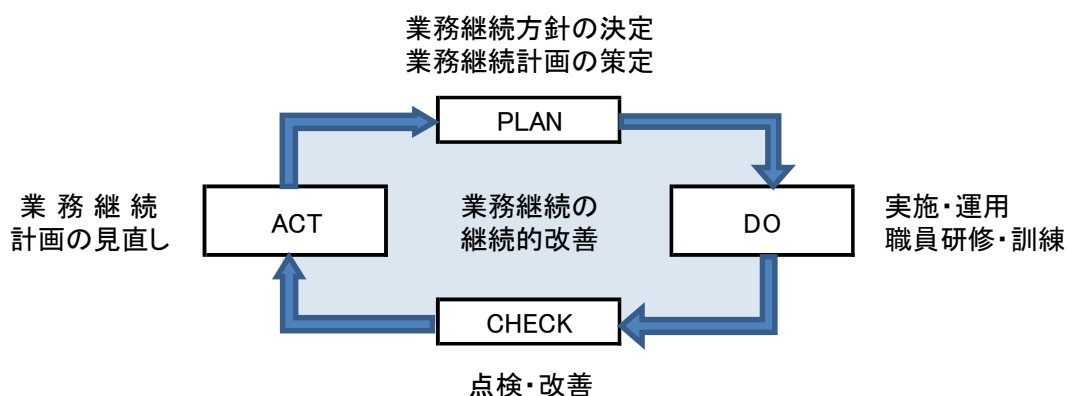 業務継続方針の決定
業務継続計画の策定
PLAN
業務継続
計画の見直し
ACT
業務継続の
継続的改善
DO
実施・運用
職員研修・訓練
CHECK
点検・改善